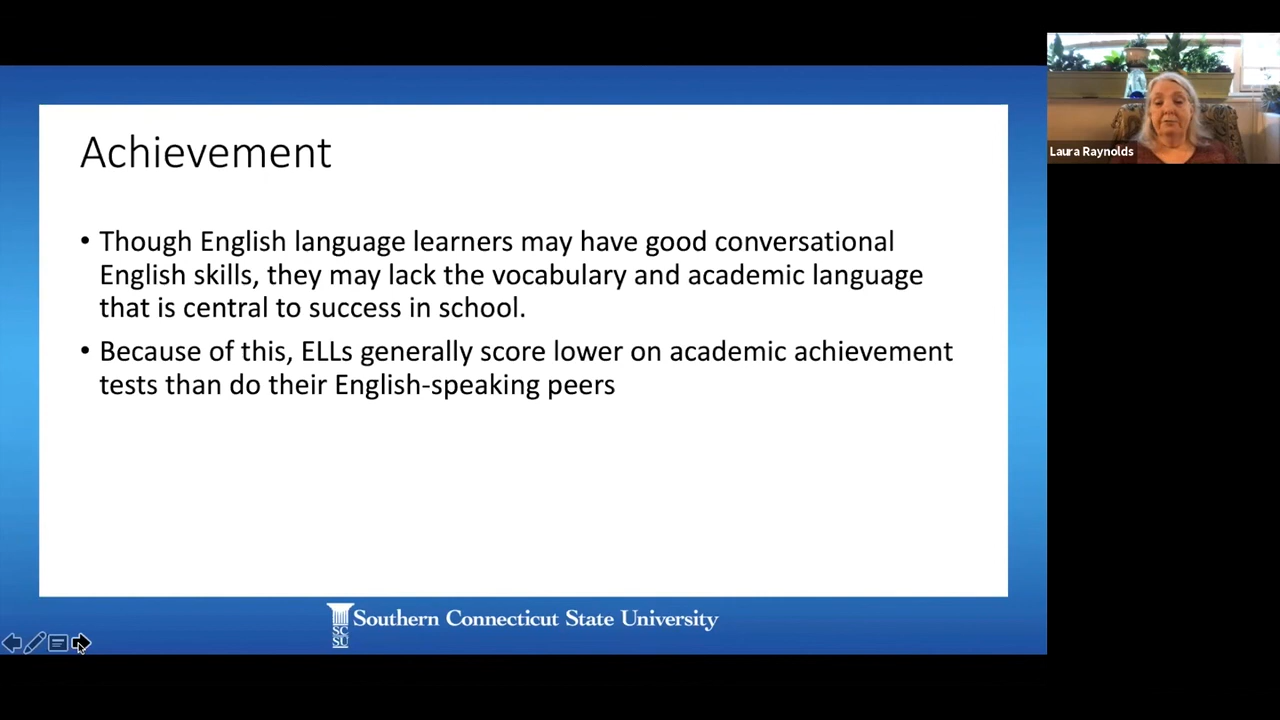 Achievement
• Though English language learners may have good conversational
English skills, they may lack the vocabulary and academic language
that is central to success in school.
• Because of this, ELLs generally score lower on academic achievement
tests than do their English-speaking peers
SC
SU
Southern Connecticut State University
Laura Raynolds